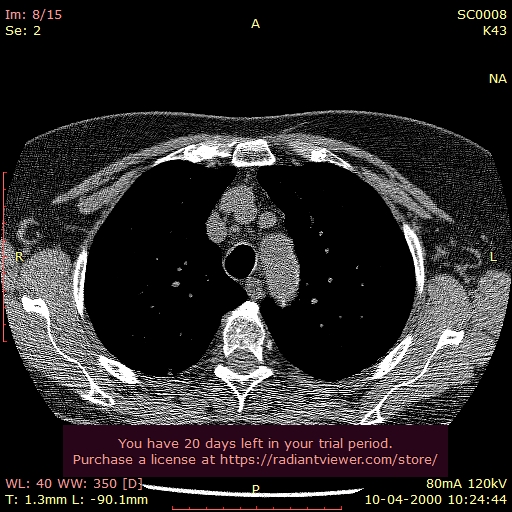 Im: 8/15
Se: 2
A
SC0008
K43
NA
R
L
You have 20 days left in your trial period.
Purchase a license at https://radiantviewer.com/store/
WL: 40 WW: 350 [D]
T: 1.3mm L: -90.1mm
P
80mA 120kV
10-04-2000 10:24:44